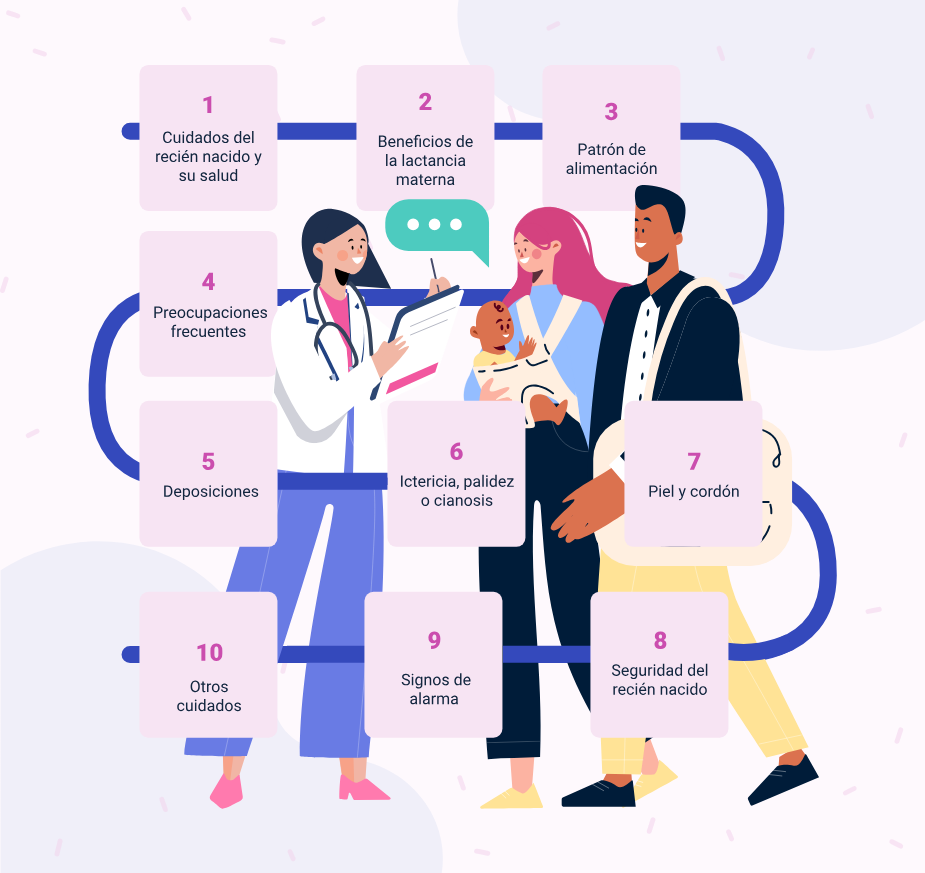 1
Cuidados del
recién nacido y
su salud
2
Beneficios de
la lactancia
materna
3
Patrón de
alimentación
4
Preocupaciones
frecuentes
5
Deposiciones
6
Ictericia, palidez
o cianosis
7
Piel y cordón
8
Seguridad del
recién nacido
9
Signos de
alarma
10
Otros
cuidados